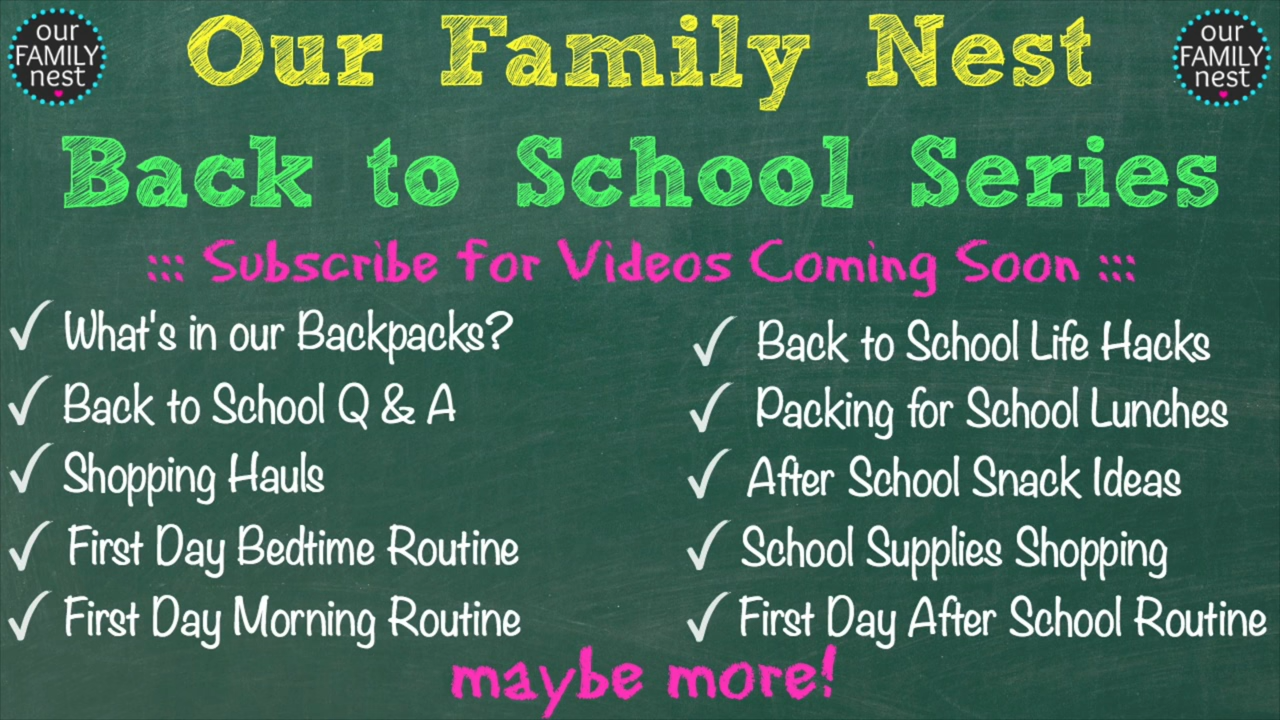 our
FAMILY
nest
our
FAMILY
nest
Our Family Nest
Back to School Series
::: Subscribe for Videos Coming Soon :::
✓ What's in our Backpacks?
✓ Back to School Q & A
✓ Shopping Hauls
✓ First Day Bedtime Routine
✓ First Day Morning Routine
✓ Back to School Life Hacks
✓ Packing for School Lunches
✓ After School Snack Ideas
✓ School Supplies Shopping
✓ First Day After School Routine
maybe more!